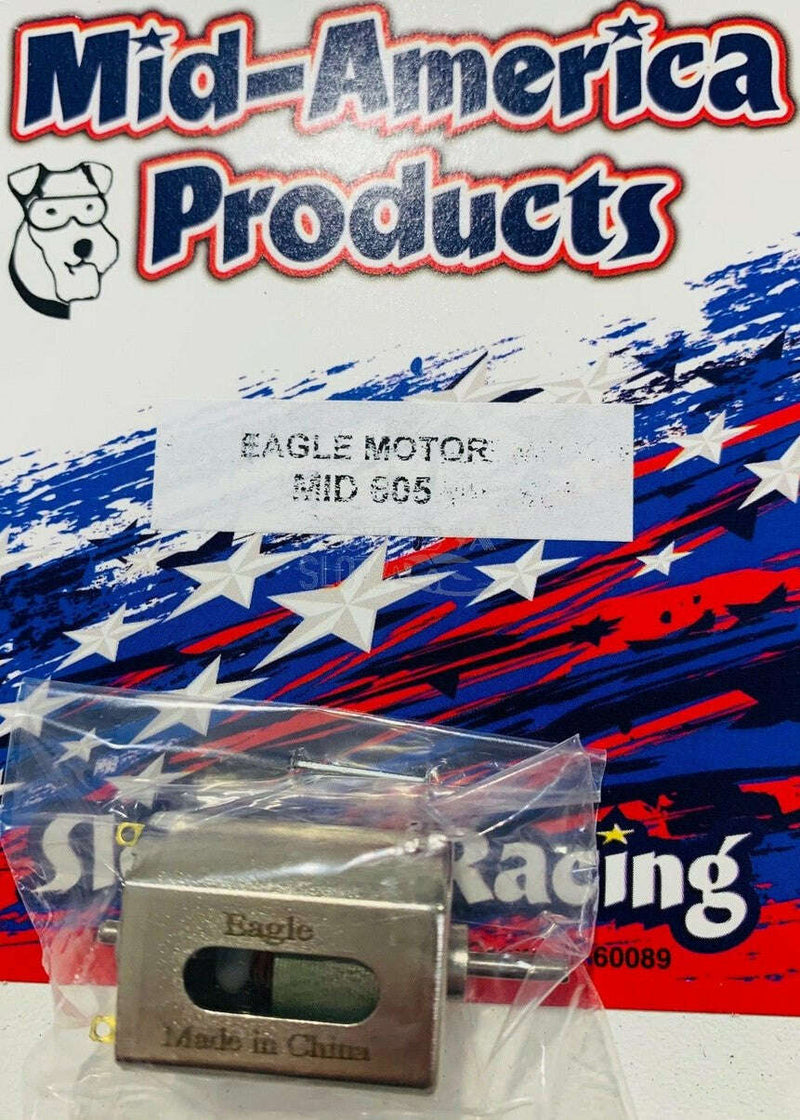 Mid-America
Products
EAGLE MOTOR
MID 605
Racing
60089
Eagle
Made in China